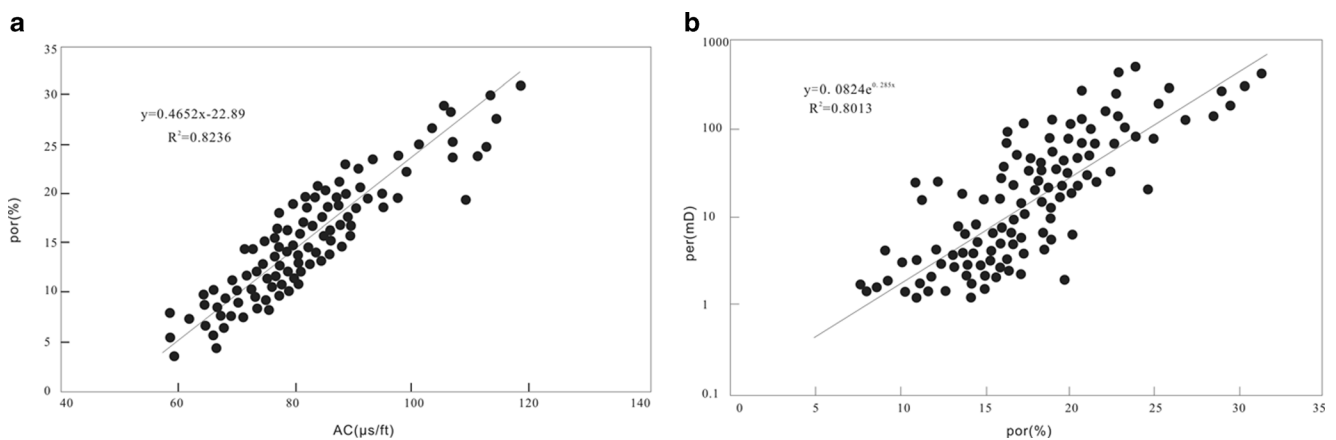 a
35
30
25
20
15
10
5
0
por(%)
y=0.4652x-22.89
R²=0.8236
40 60 80 100 120 140
AC(μs/ft)
b
1000
100
10
1
0.1
per(mD)
y=0. 0824e^0. 285x
R²=0.8013
0 5 10 15 20 25 30 35
por(%)